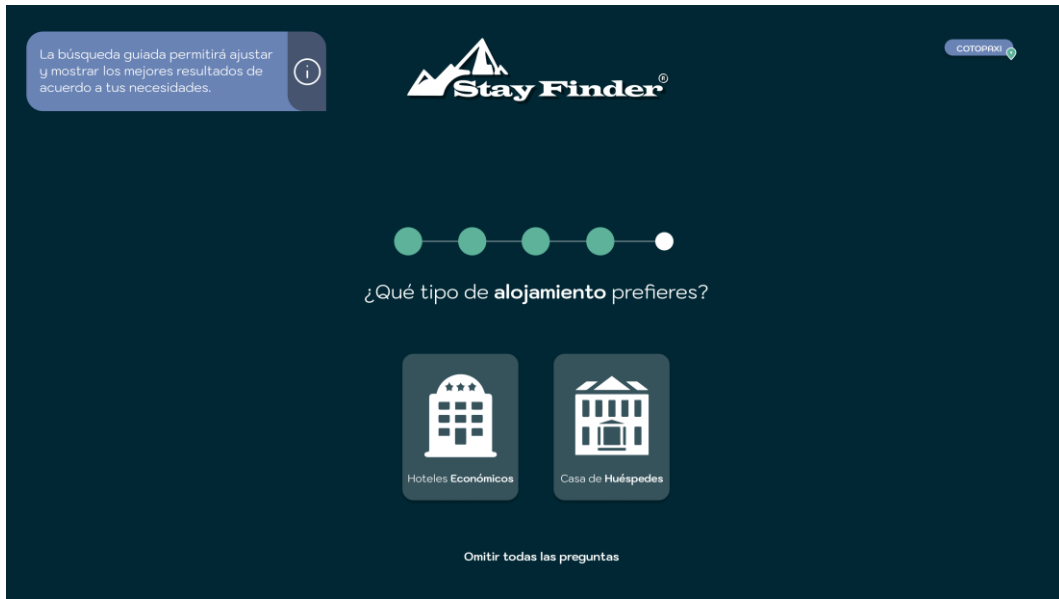 La búsqueda guiada permitirá ajustar
y mostrar los mejores resultados de
acuerdo a tus necesidades.
Stay Finder®
COTOPAXI
¿Qué tipo de alojamiento prefieres?
Hoteles Económicos
Casa de Huéspedes
Omitir todas las preguntas